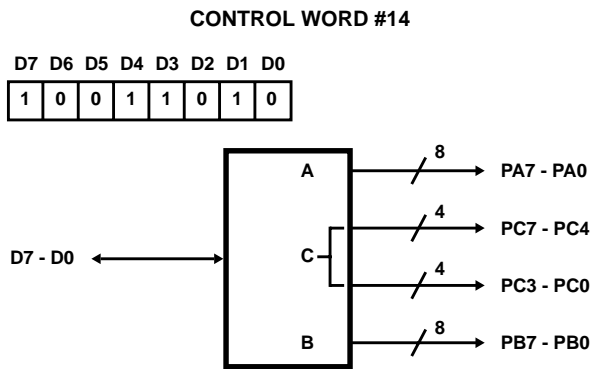 CONTROL WORD #14
D7 D6 D5 D4 D3 D2 D1 D0
1 0 0 1 1 0 1 0
A 8 PA7 - PA0
4 PC7 - PC4
D7 - D0 C
4 PC3 - PC0
B 8 PB7 - PB0